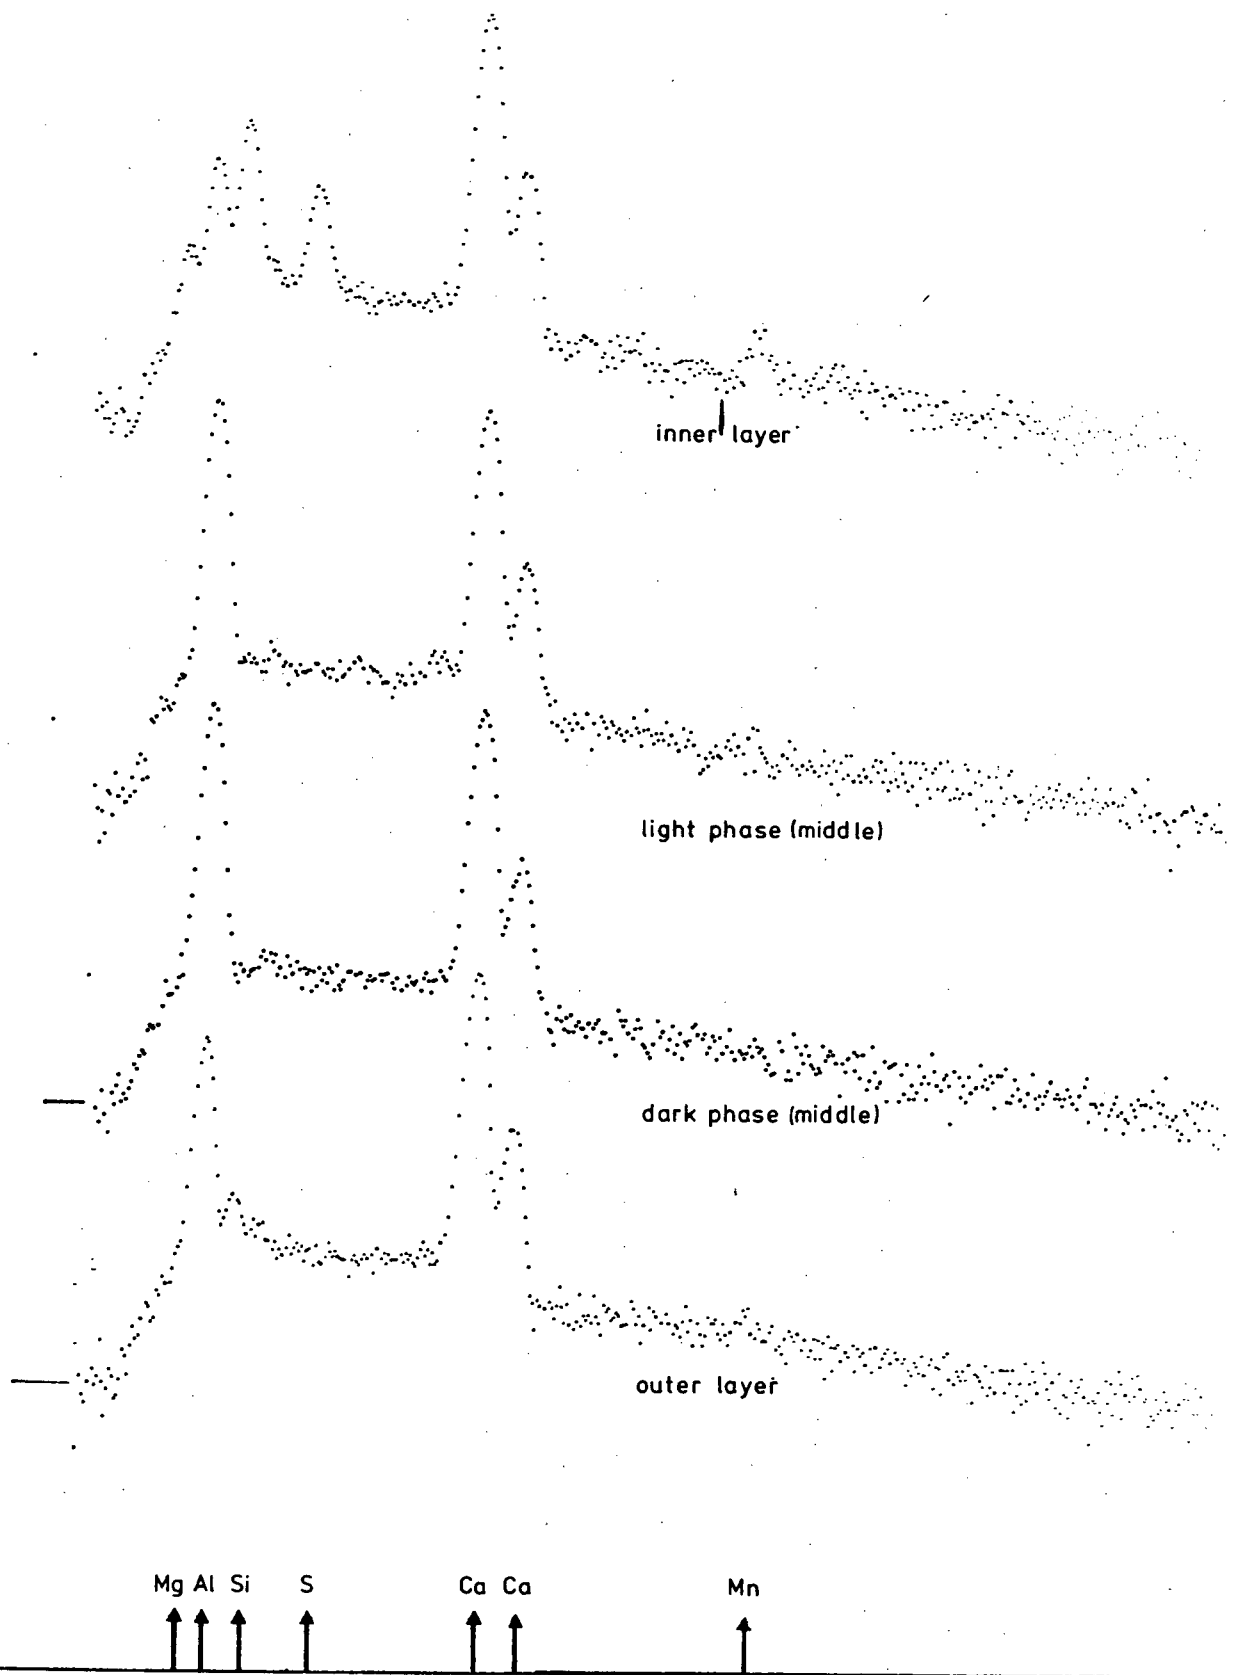 inner layer
light phase (middle)
dark phase (middle)
outer layer
Mg Al Si S Ca Ca Mn